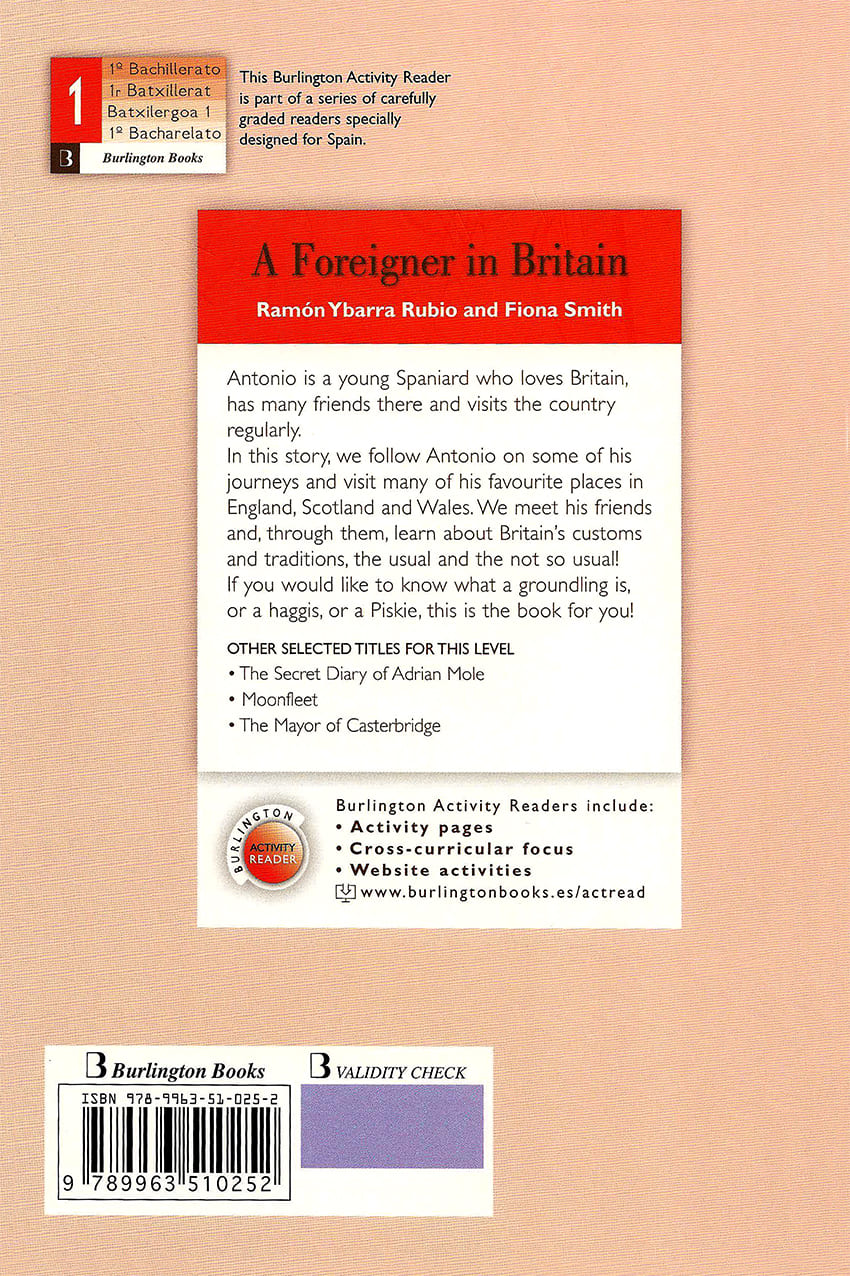 1
1º Bachillerato
1r Batxillerat
Batxilergoa 1
1º Bacharelato
B Burlington Books
This Burlington Activity Reader
is part of a series of carefully
graded readers specially
designed for Spain.
A Foreigner in Britain
Ramón Ybarra Rubio and Fiona Smith
Antonio is a young Spaniard who loves Britain,
has many friends there and visits the country
regularly.
In this story, we follow Antonio on some of his
journeys and visit many of his favourite places in
England, Scotland and Wales. We meet his friends
and, through them, learn about Britain's customs
and traditions, the usual and the not so usual!
If you would like to know what a groundling is,
or a haggis, or a Piskie, this is the book for you!
OTHER SELECTED TITLES FOR THIS LEVEL
• The Secret Diary of Adrian Mole
• Moonfleet
• The Mayor of Casterbridge
BURLINGTON
ACTIVITY
READER
Burlington Activity Readers include:
• Activity pages
• Cross-curricular focus
• Website activities
www.burlingtonbooks.es/actread
B Burlington Books
B VALIDITY CHECK
ISBN 978-9963-51-025-2
9 789963 510252